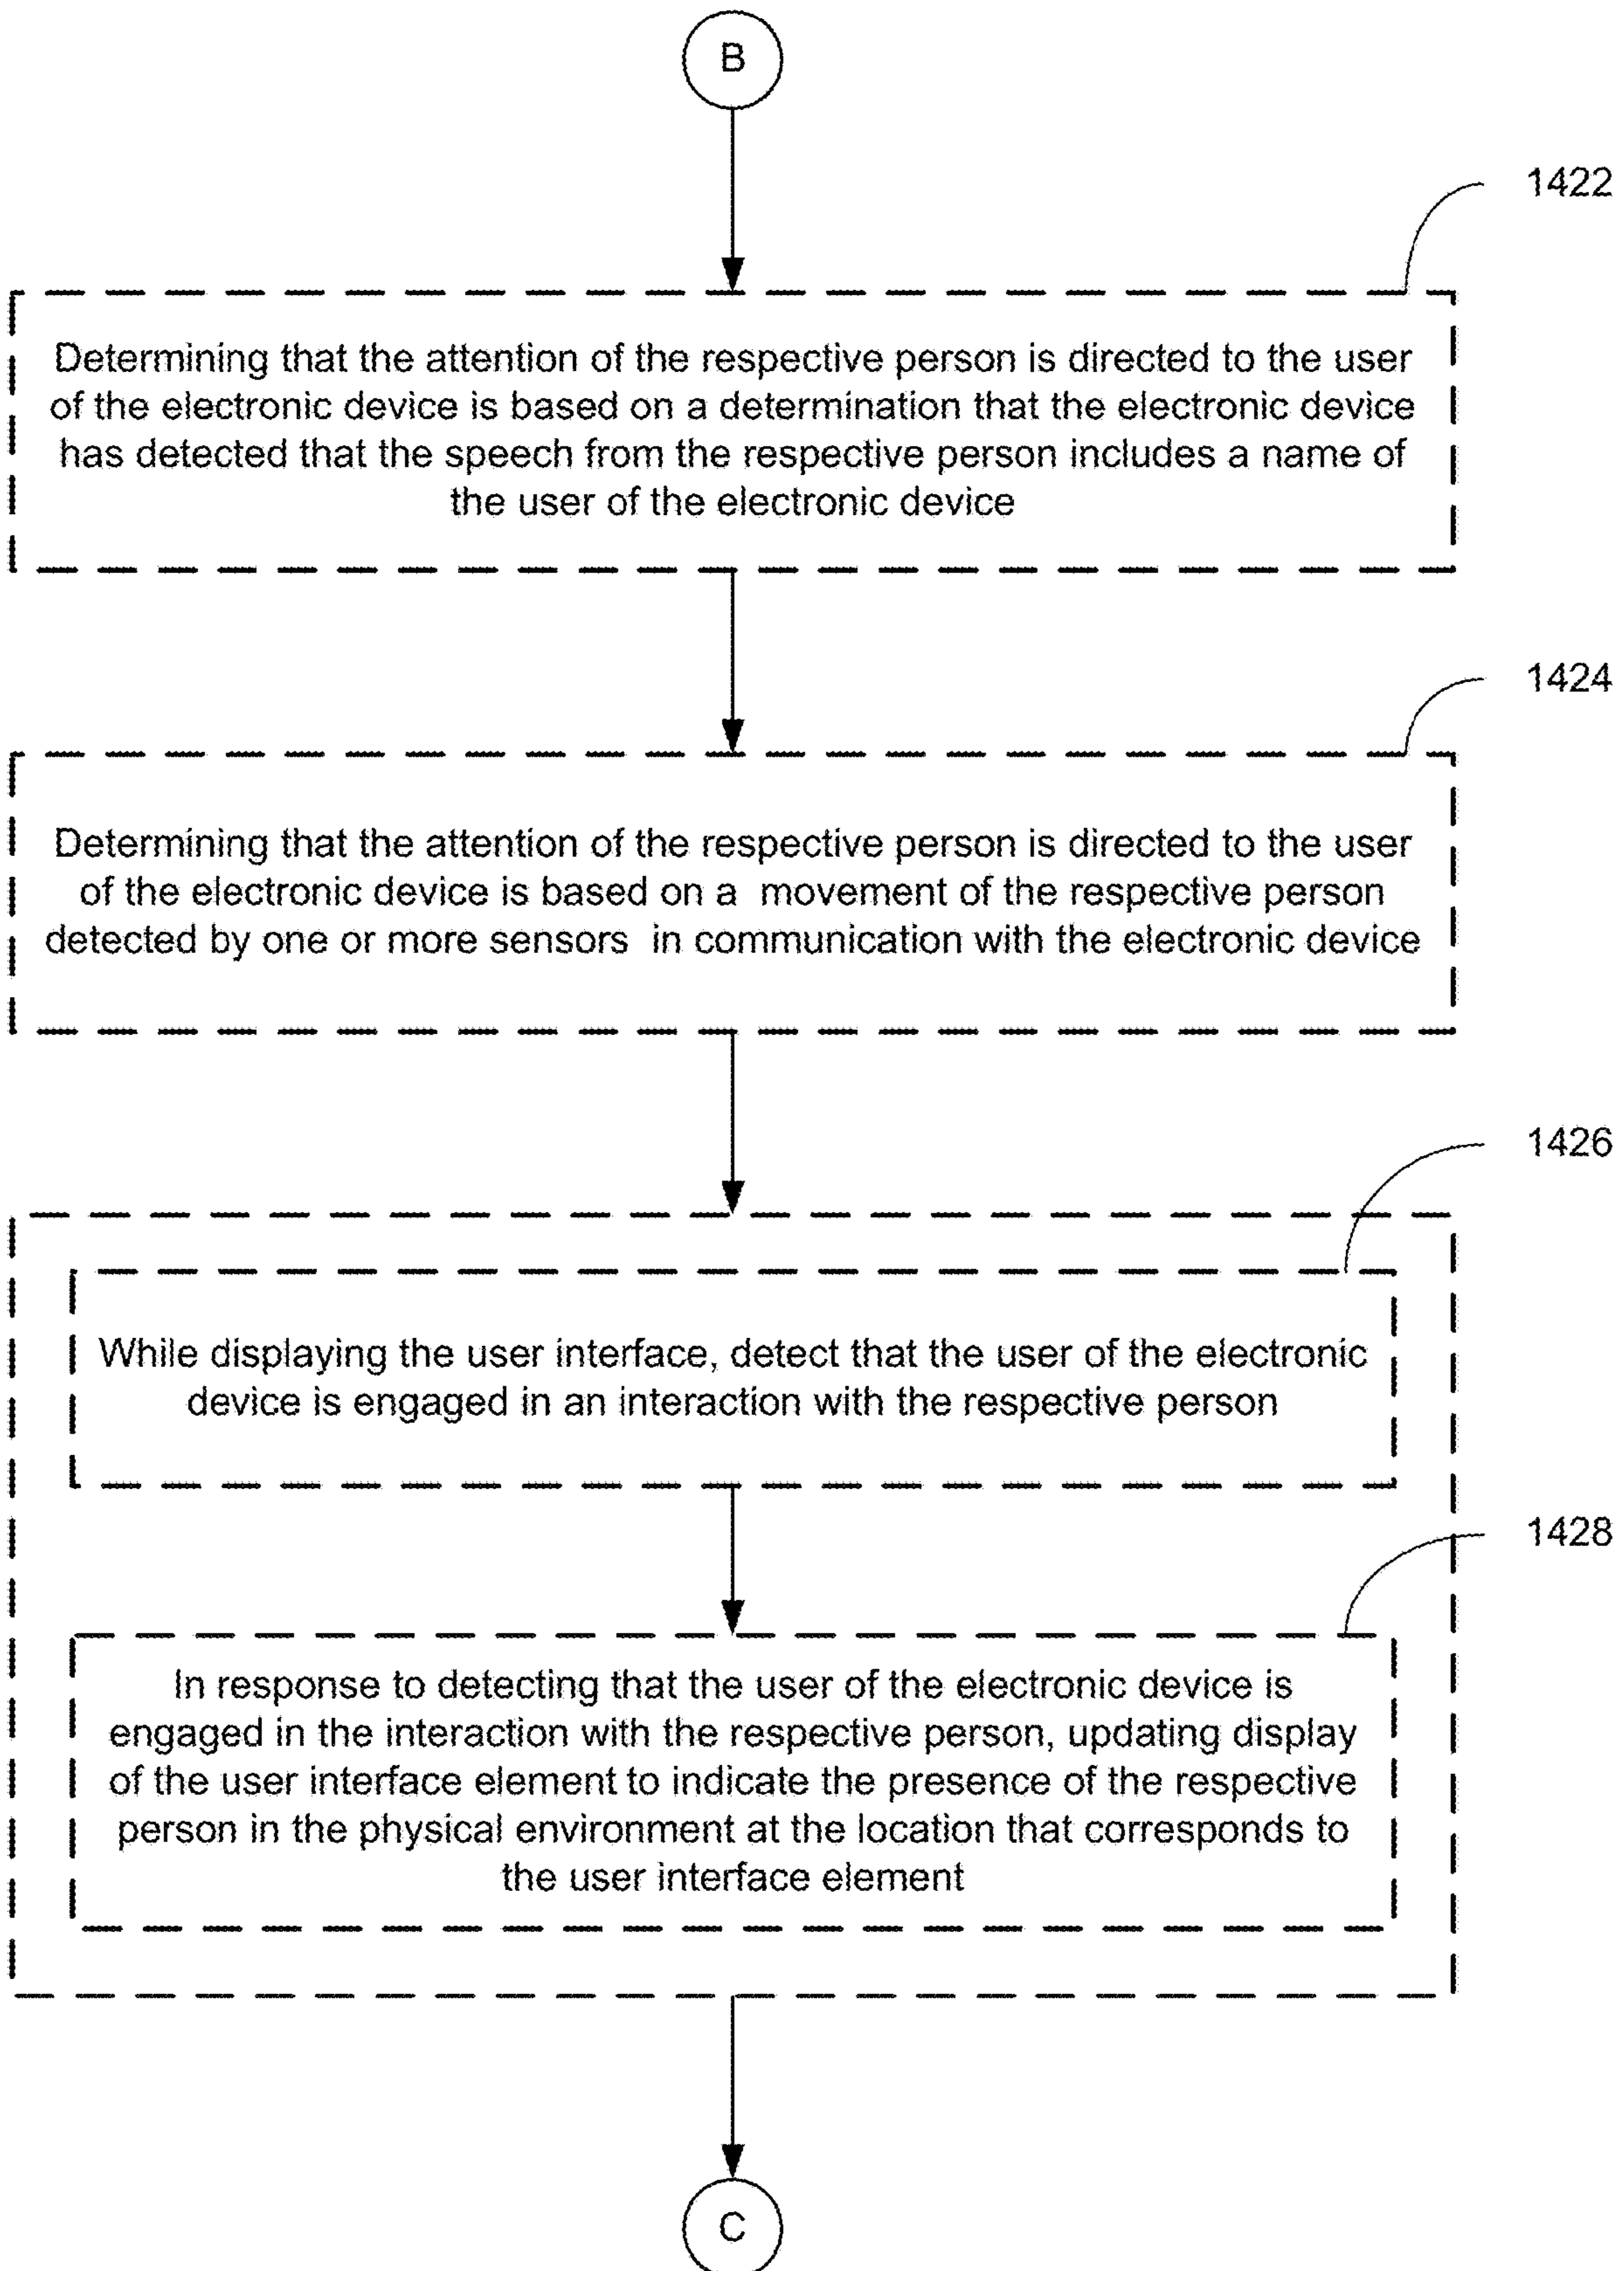 B
1422
Determining that the attention of the respective person is directed to the user
of the electronic device is based on a determination that the electronic device
has detected that the speech from the respective person includes a name of
the user of the electronic device
1424
Determining that the attention of the respective person is directed to the user
of the electronic device is based on a movement of the respective person
detected by one or more sensors in communication with the electronic device
1426
While displaying the user interface, detect that the user of the electronic
device is engaged in an interaction with the respective person
1428
In response to detecting that the user of the electronic device is
engaged in the interaction with the respective person, updating display
of the user interface element to indicate the presence of the respective
person in the physical environment at the location that corresponds to
the user interface element
C